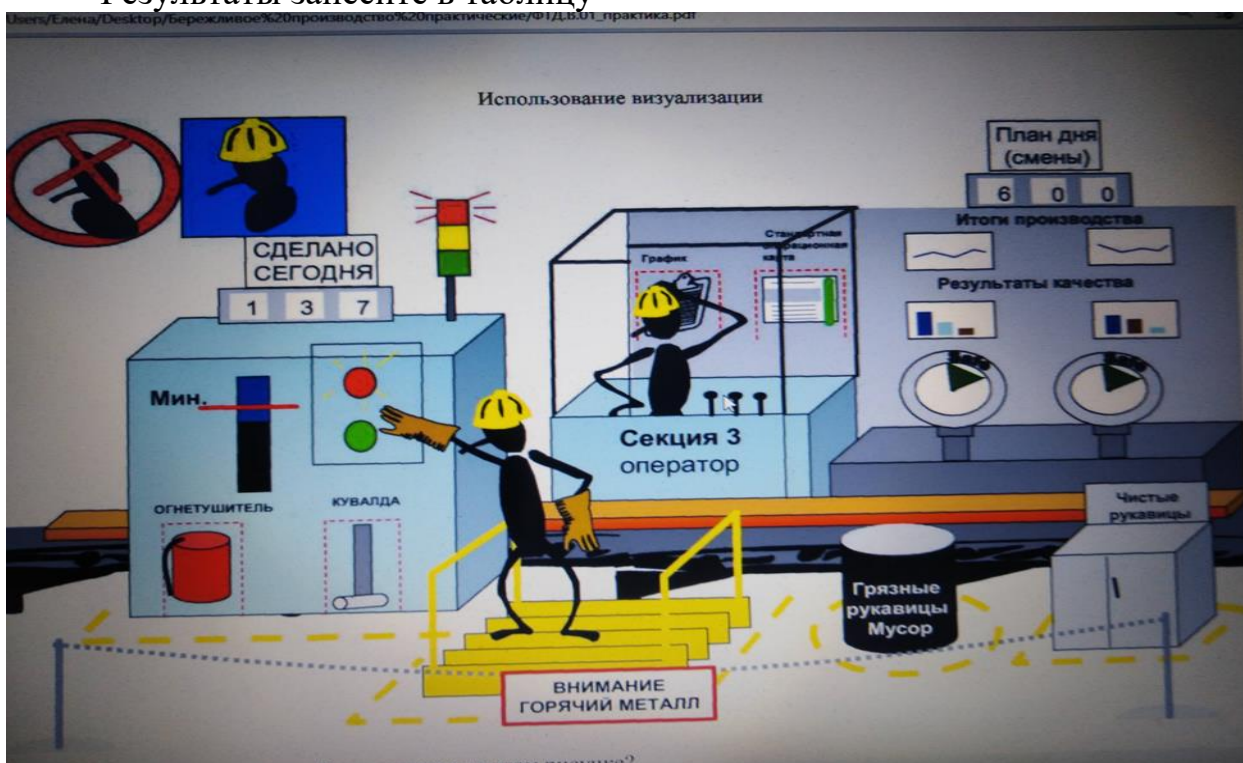 Результаты занесите в таблицу
Users/Елена/Desktop/Бережливое%20производство%20практические/ФТД.В.01_практика.pdf
Использование визуализации
План дня
(смены)
6 0 0
СДЕЛАНО
СЕГОДНЯ
1 3 7
Итоги производства
График
Стандартная
операционная
карта
Результаты качества
Мин.
Секция 3
оператор
ОГНЕТУШИТЕЛЬ
КУВАЛДА
Чистые
рукавицы
Грязные
рукавицы
Мусор
ВНИМАНИЕ
ГОРЯЧИЙ МЕТАЛЛ